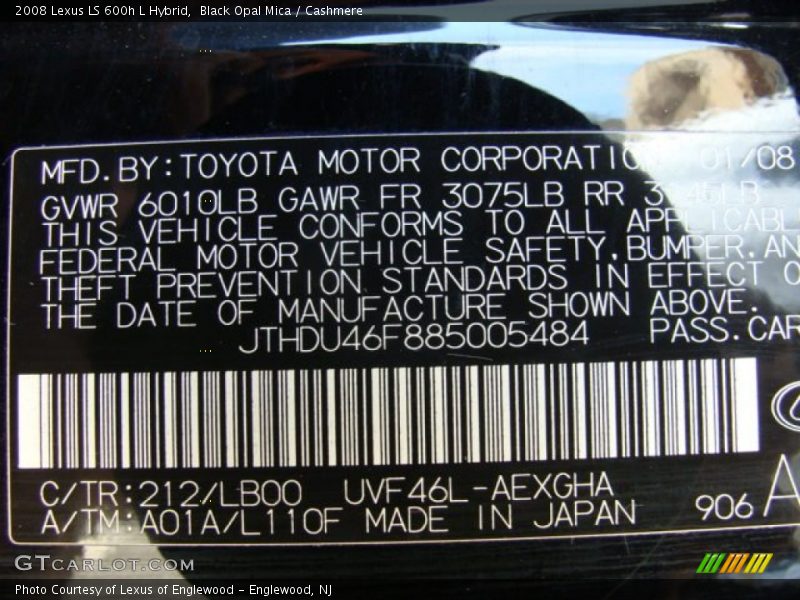 2008 Lexus LS 600h L Hybrid, Black Opal Mica / Cashmere
MFD.BY:TOYOTA MOTOR CORPORATIO 01/08
GVWR 6010LB GAWR FR 3075LB RR LB
THIS VEHICLE CONFORMS TO ALL APPLICABL
FEDERAL MOTOR VEHICLE SAFETY,BUMPER,AN
THEFT PREVENTION STANDARDS IN EFFECT O
THE DATE OF MANUFACTURE SHOWN ABOVE.
JTHDU46F885005484 PASS.CAR
C/TR:212/LB00 UVF46L-AEXGHA
A/TM:A01A/L110F MADE IN JAPAN 906 A
GTCARLOT.COM
Photo Courtesy of Lexus of Englewood - Englewood, NJ